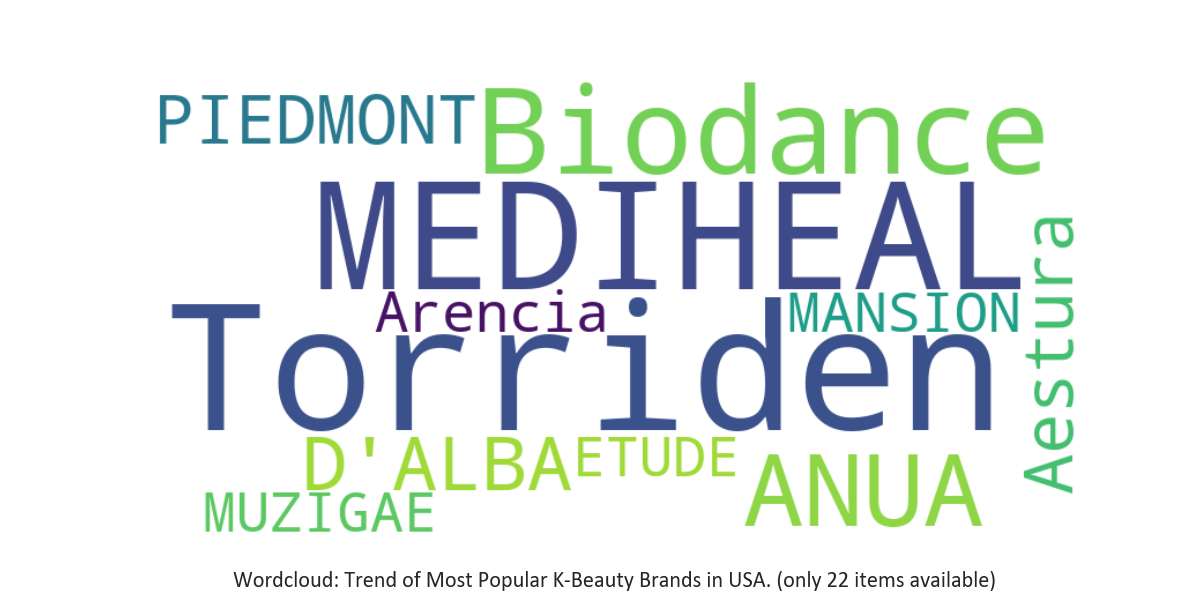 PIEDMONT
Biodance
MEDIHEAL
Aestura
Arencia
MANSION
Torriden
D'ALBA
ETUDE
ANUA
MUZIGAE
Wordcloud: Trend of Most Popular K-Beauty Brands in USA. (only 22 items available)